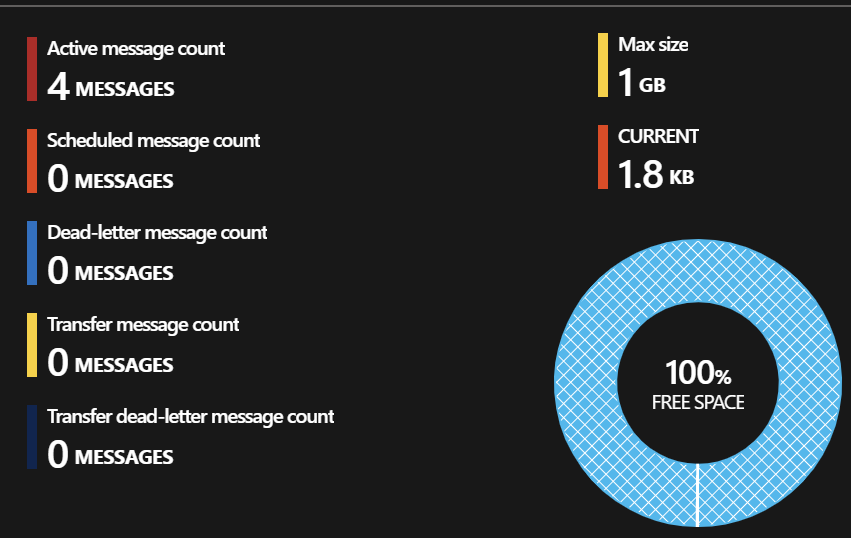 Active message count
4 MESSAGES
Scheduled message count
0 MESSAGES
Dead-letter message count
0 MESSAGES
Transfer message count
0 MESSAGES
Transfer dead-letter message count
0 MESSAGES
Max size
1 GB
CURRENT
1.8 KB
100%
FREE SPACE